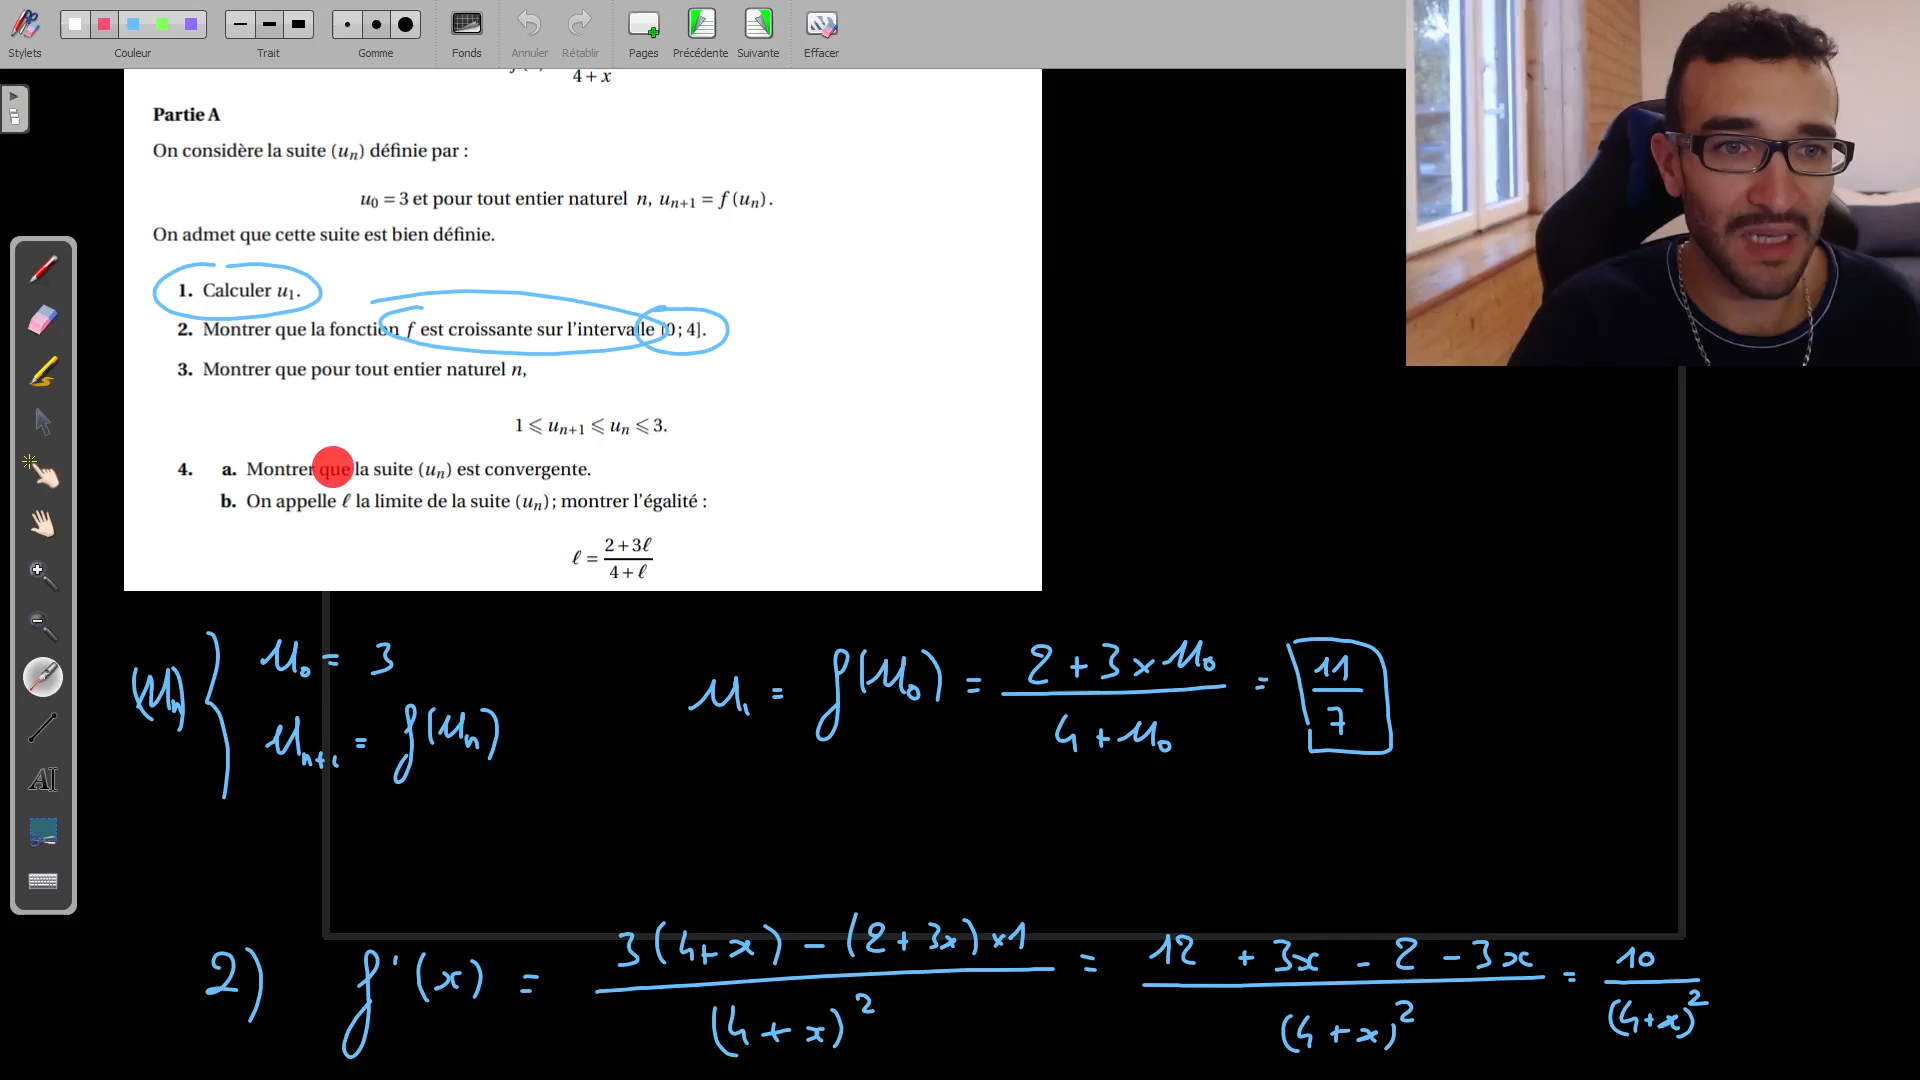 Stylets Couleur Trait Gomme Fonds Annuler Rétablir Pages Précédente Suivante Effacer
4 + x
Partie A
On considère la suite (uₙ) définie par :
u₀ = 3 et pour tout entier naturel n, uₙ₊₁ = f(uₙ).
On admet que cette suite est bien définie.
1. Calculer u₁.
2. Montrer que la fonction f est croissante sur l'intervalle [0 ; 4].
3. Montrer que pour tout entier naturel n,
1 ⩽ uₙ₊₁ ⩽ uₙ ⩽ 3.
4. a. Montrer que la suite (uₙ) est convergente.
b. On appelle ℓ la limite de la suite (uₙ) ; montrer l'égalité :
ℓ = (2 + 3ℓ) / (4 + ℓ)
AI
(uₙ) { u₀ = 3
uₙ₊₁ = f(uₙ)
u₁ = f(u₀) = (2 + 3 × u₀) / (4 + u₀) = 11/7
2) f'(x) = (3(4+x) − (2+3x)×1) / (4+x)² = (12 + 3x − 2 − 3x) / (4+x)² = 10 / (4+x)²